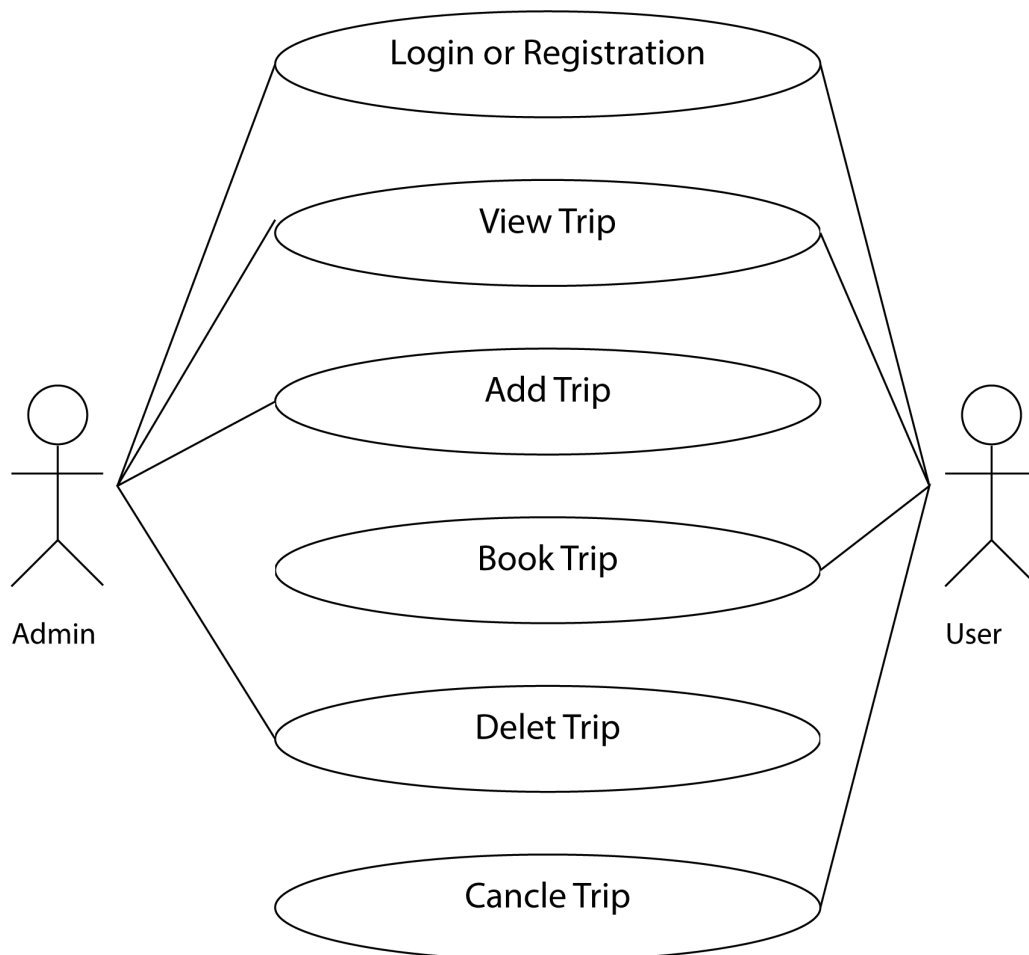 Login or Registration
View Trip
Add Trip
Book Trip
Admin
User
Delet Trip
Cancle Trip